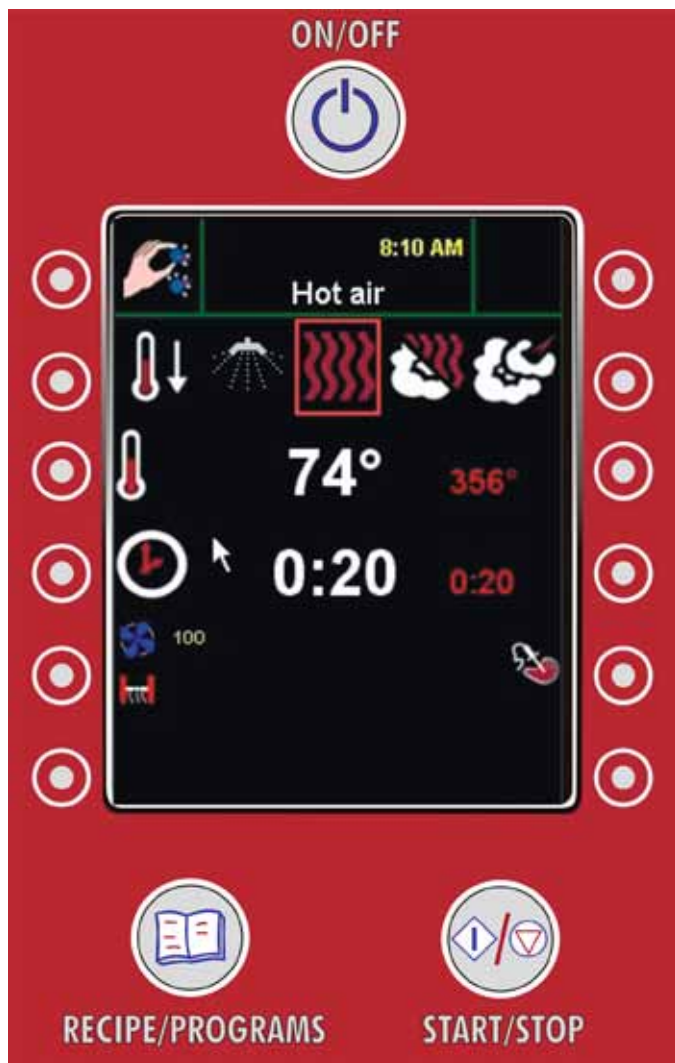 ON/OFF
8:10 AM
Hot air
74° 356°
0:20 0:20
100
RECIPE/PROGRAMS
START/STOP